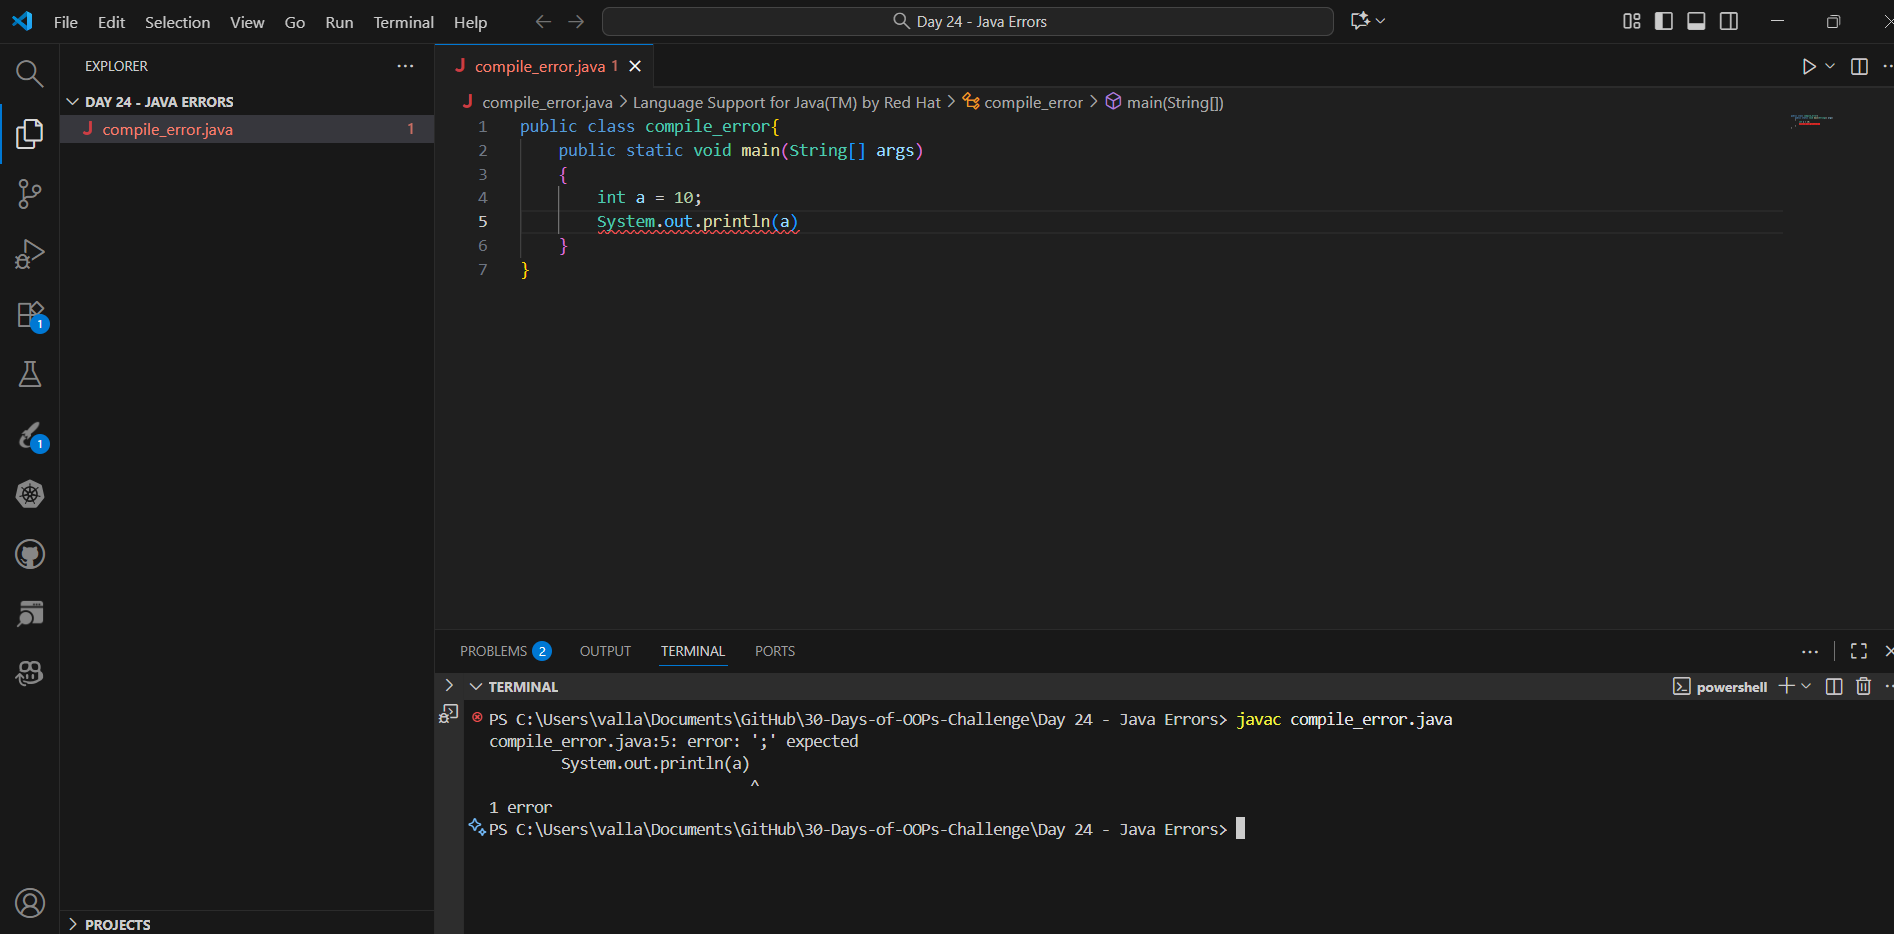 File Edit Selection View Go Run Terminal Help
Day 24 - Java Errors
EXPLORER
DAY 24 - JAVA ERRORS
J compile_error.java 1
1
1
PROJECTS
J compile_error.java 1
J compile_error.java > Language Support for Java(TM) by Red Hat > compile_error > main(String[])
1 public class compile_error{
2 public static void main(String[] args)
3 {
4 int a = 10;
5 System.out.println(a)
6 }
7 }
PROBLEMS 2 OUTPUT TERMINAL PORTS
TERMINAL
powershell
PS C:\Users\valla\Documents\GitHub\30-Days-of-OOPs-Challenge\Day 24 - Java Errors> javac compile_error.java
compile_error.java:5: error: ';' expected
System.out.println(a)
^
1 error
PS C:\Users\valla\Documents\GitHub\30-Days-of-OOPs-Challenge\Day 24 - Java Errors>